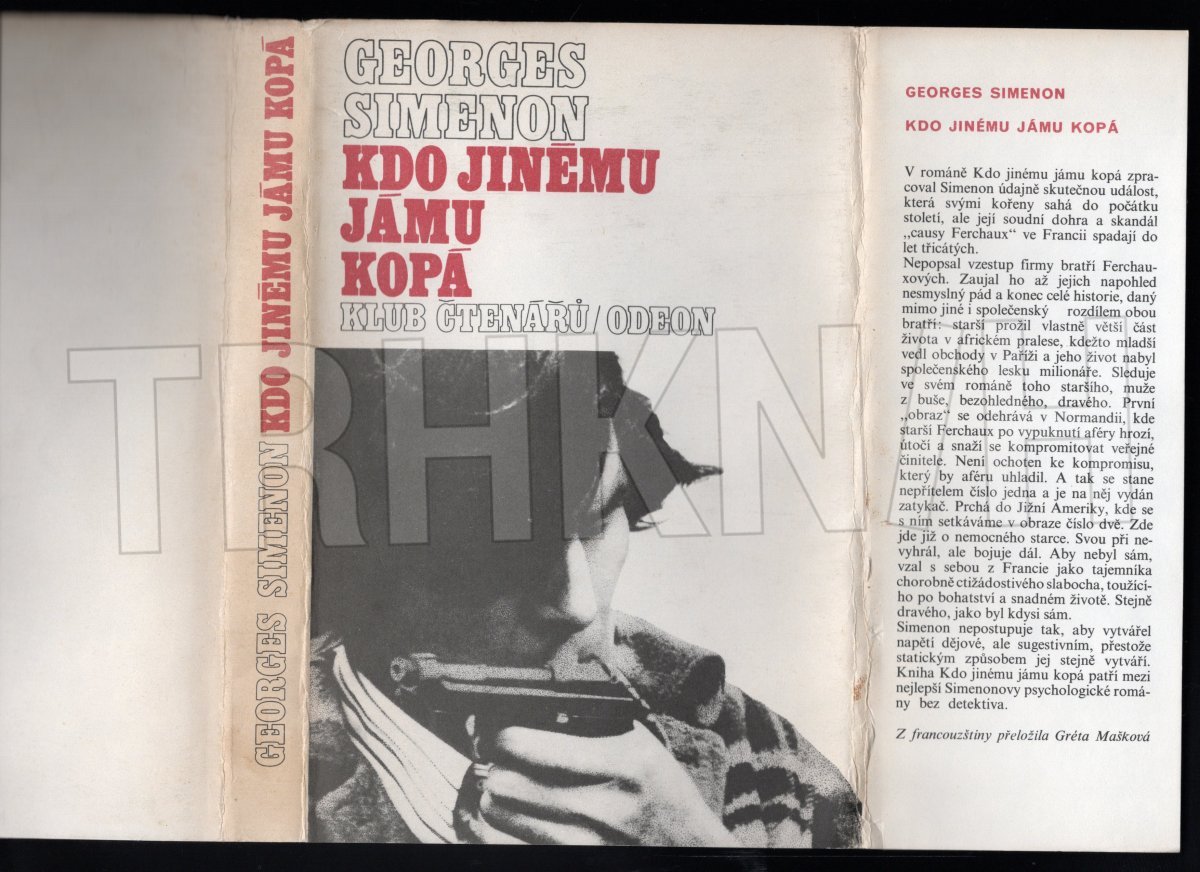 GEORGES SIMENON KDO JINÉMU JÁMU KOPÁ
GEORGES
SIMENON
KDO JINÉMU
JÁMU
KOPÁ
KLUB ČTENÁŘŮ/ODEON
GEORGES SIMENON
KDO JINÉMU JÁMU KOPÁ
V románě Kdo jinému jámu kopá zpra-
coval Simenon údajně skutečnou událost,
která svými kořeny sahá do počátku
století, ale její soudní dohra a skandál
„causy Ferchaux“ ve Francii spadají do
let třicátých.
Nepopsal vzestup firmy bratří Ferchau-
xových. Zaujal ho až jejich napohled
nesmyslný pád a konec celé historie, daný
mimo jiné i společenský rozdílem obou
bratří: starší prožil vlastně větší část
života v africkém pralese, kdežto mladší
vedl obchody v Paříži a jeho život nabyl
společenského lesku milionáře. Sleduje
ve svém románě toho staršího, muže
z buše, bezohledného, dravého. První
„obraz“ se odehrává v Normandii, kde
starší Ferchaux po vypuknutí aféry hrozí,
útočí a snaží se kompromitovat veřejné
činitele. Není ochoten ke kompromisu,
který by aféru uhladil. A tak se stane
nepřítelem číslo jedna a je na něj vydán
zatykač. Prchá do Jižní Ameriky, kde se
s ním setkáváme v obraze číslo dvě. Zde
jde již o nemocného starce. Svou při ne-
vyhrál, ale bojuje dál. Aby nebyl sám,
vzal s sebou z Francie jako tajemníka
chorobně ctižádostivého slabocha, toužící-
ho po bohatství a snadném životě. Stejně
dravého, jako byl kdysi sám.
Simenon nepostupuje tak, aby vytvářel
napětí dějové, ale sugestivním, přestože
statickým způsobem jej stejně vytváří.
Kniha Kdo jinému jámu kopá patří mezi
nejlepší Simenonovy psychologické romá-
ny bez detektiva.
Z francouzštiny přeložila Gréta Mašková
TRHKNIH